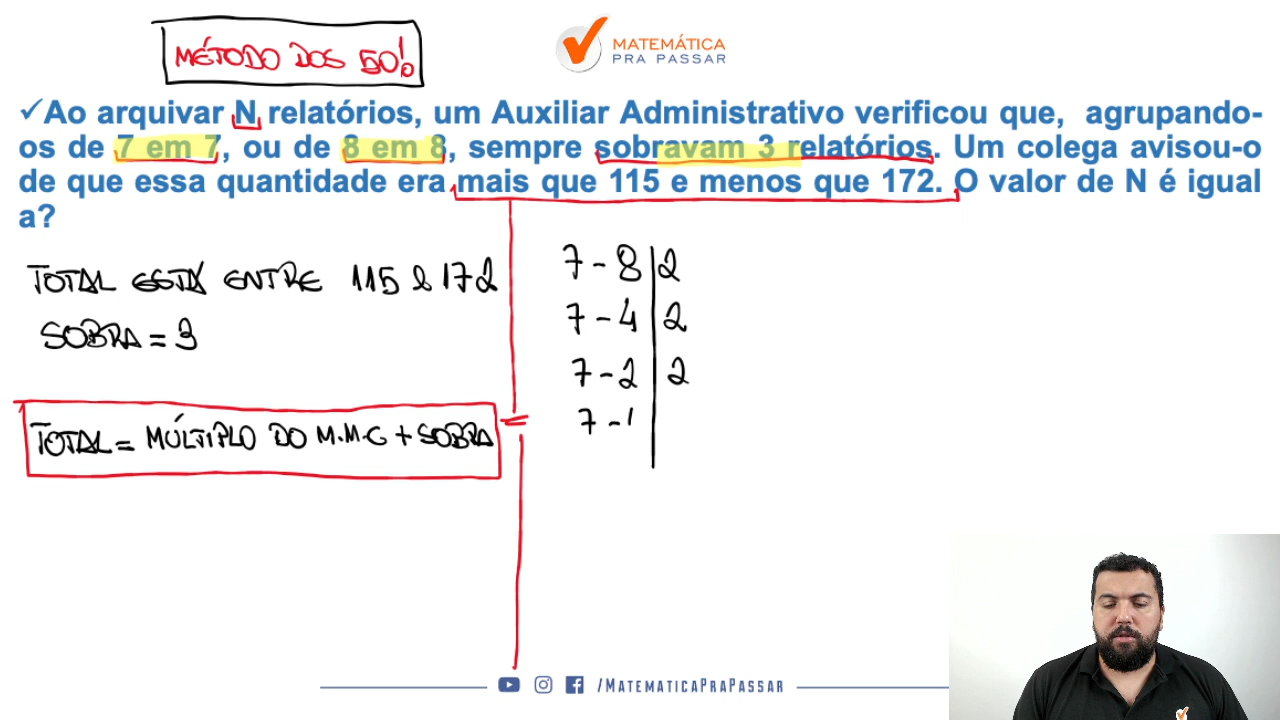 MÉTODO DOS 50!
MATEMÁTICA
PRA PASSAR
✓Ao arquivar N relatórios, um Auxiliar Administrativo verificou que, agrupando-
os de 7 em 7, ou de 8 em 8, sempre sobravam 3 relatórios. Um colega avisou-o
de que essa quantidade era mais que 115 e menos que 172. O valor de N é igual
a?
TOTAL ESTÁ ENTRE 115 e 172
SOBRA = 3
TOTAL = MÚLTIPLO DO M.M.C + SOBRA
7 - 8 | 2
7 - 4 | 2
7 - 2 | 2
7 - 1 |
/MATEMATICAPRAPASSAR